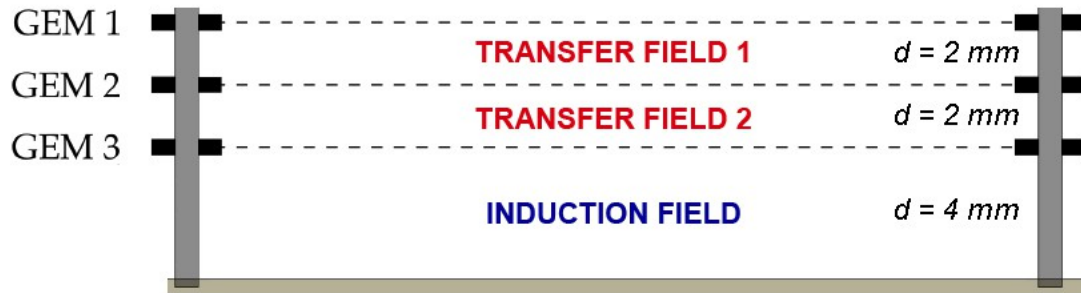 GEM 1
TRANSFER FIELD 1 d = 2 mm
GEM 2
TRANSFER FIELD 2 d = 2 mm
GEM 3
INDUCTION FIELD d = 4 mm